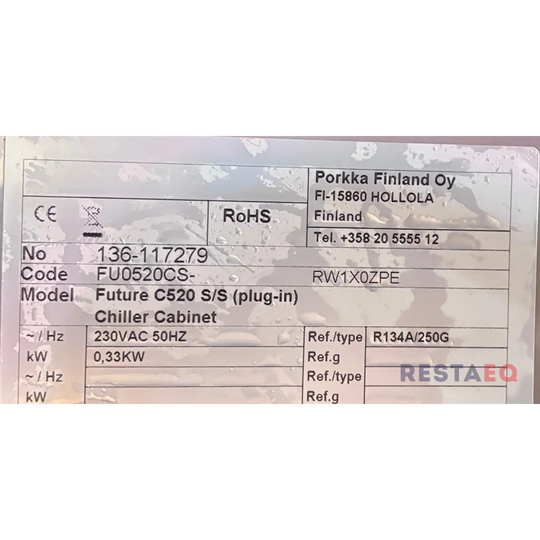 Porkka Finland Oy
FI-15860 HOLLOLA
Finland
CE
RoHS
Tel. +358 20 5555 12
No 136-117279
Code FU0520CS- RW1X0ZPE
Model Future C520 S/S (plug-in)
Chiller Cabinet
~ / Hz 230VAC 50HZ Ref./type R134A/250G
kW 0,33KW Ref.g
~ / Hz Ref./type
kW Ref.g
RESTAEQ